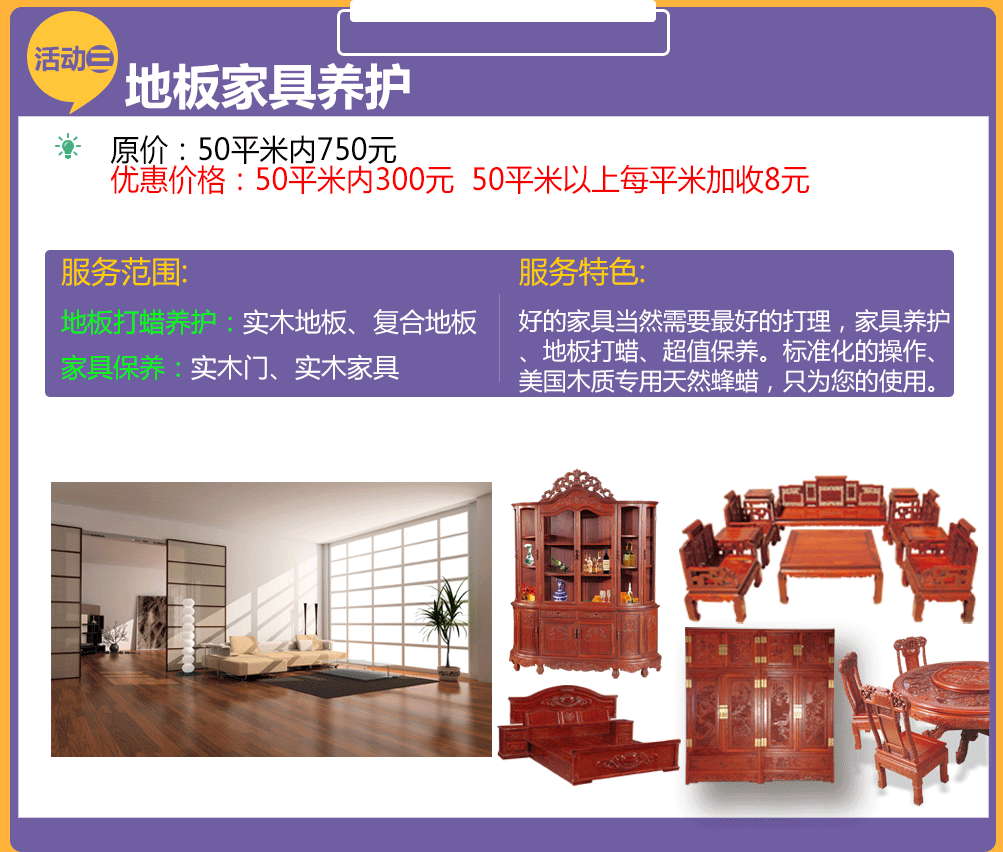 活动三
地板家具养护
原价：50平米内750元
优惠价格：50平米内300元 50平米以上每平米加收8元
服务范围:
地板打蜡养护：实木地板、复合地板
家具保养：实木门、实木家具
服务特色:
好的家具当然需要最好的打理，家具养护
、地板打蜡、超值保养。标准化的操作、
美国木质专用天然蜂蜡，只为您的使用。